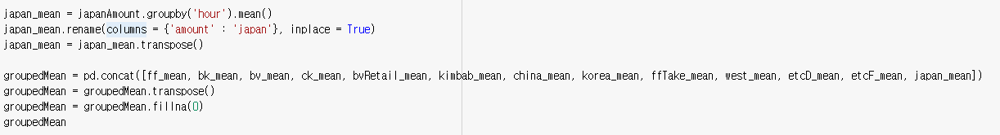 japan_mean = japanAmount.groupby('hour').mean()
japan_mean.rename(columns = {'amount' : 'japan'}, inplace = True)
japan_mean = japan_mean.transpose()
groupedMean = pd.concat([ff_mean, bk_mean, bv_mean, ck_mean, bvRetail_mean, kimbab_mean, china_mean, korea_mean, ffTake_mean, west_mean, etcD_mean, etcF_mean, japan_mean])
groupedMean = groupedMean.transpose()
groupedMean = groupedMean.fillna(0)
groupedMean